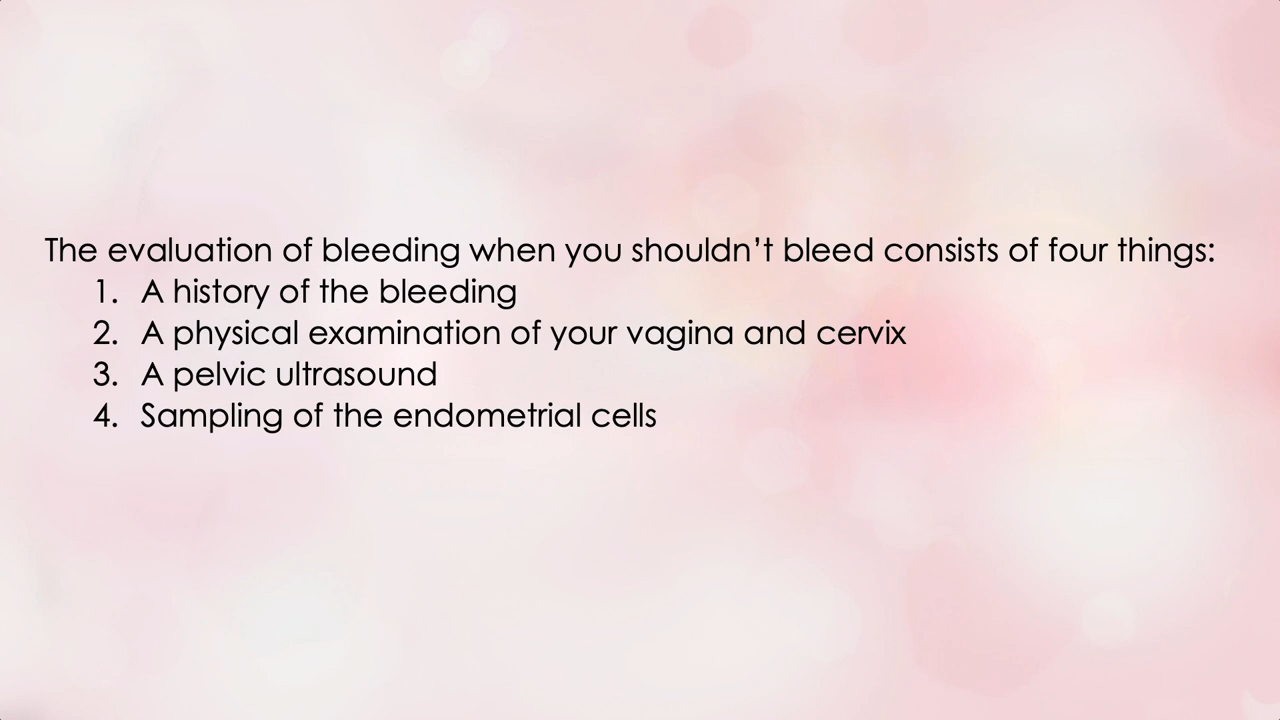 The evaluation of bleeding when you shouldn’t bleed consists of four things:
1. A history of the bleeding
2. A physical examination of your vagina and cervix
3. A pelvic ultrasound
4. Sampling of the endometrial cells